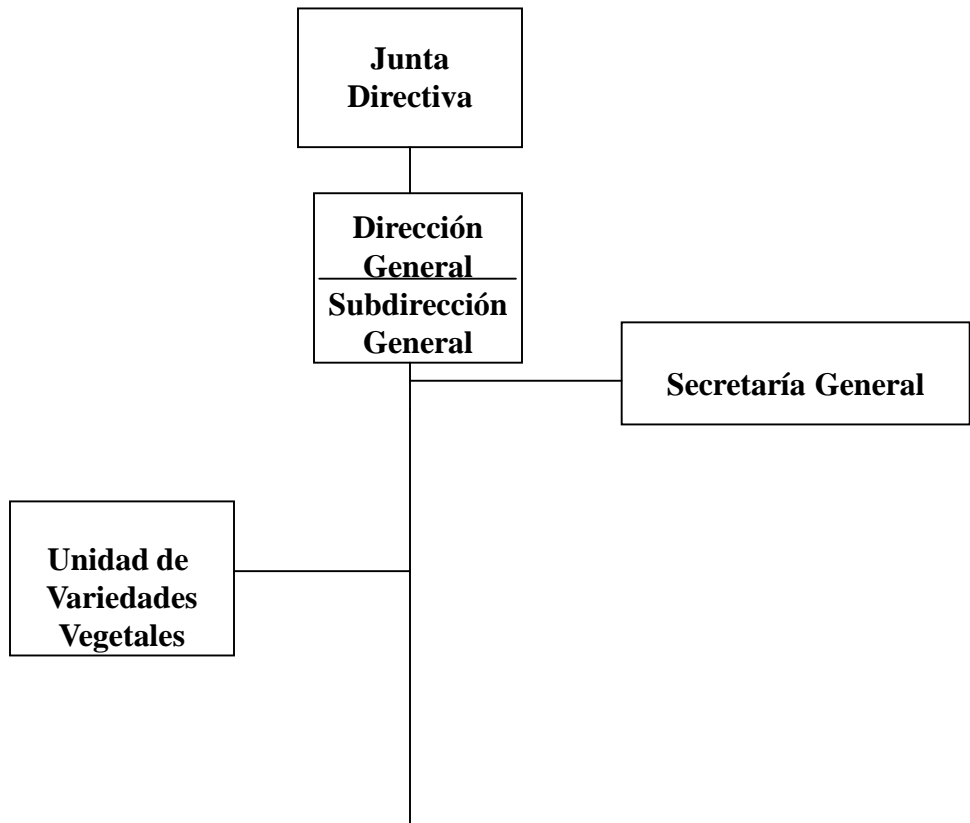 Junta
Directiva
Dirección
General
Subdirección
General
Secretaría General
Unidad de
Variedades
Vegetales